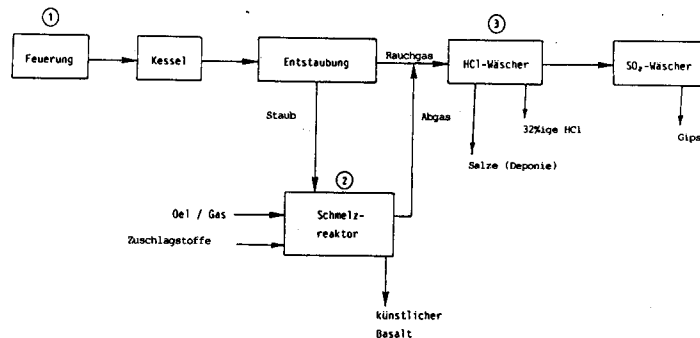 1
3
Feuerung
Kessel
Entstaubung
Rauchgas
HCl-Wäscher
SO₂-Wäscher
Staub
Abgas
32%ige HCl
Gips
Salze (Deponie)
2
Oel / Gas
Schmelz-
reaktor
Zuschlagstoffe
künstlicher
Basalt